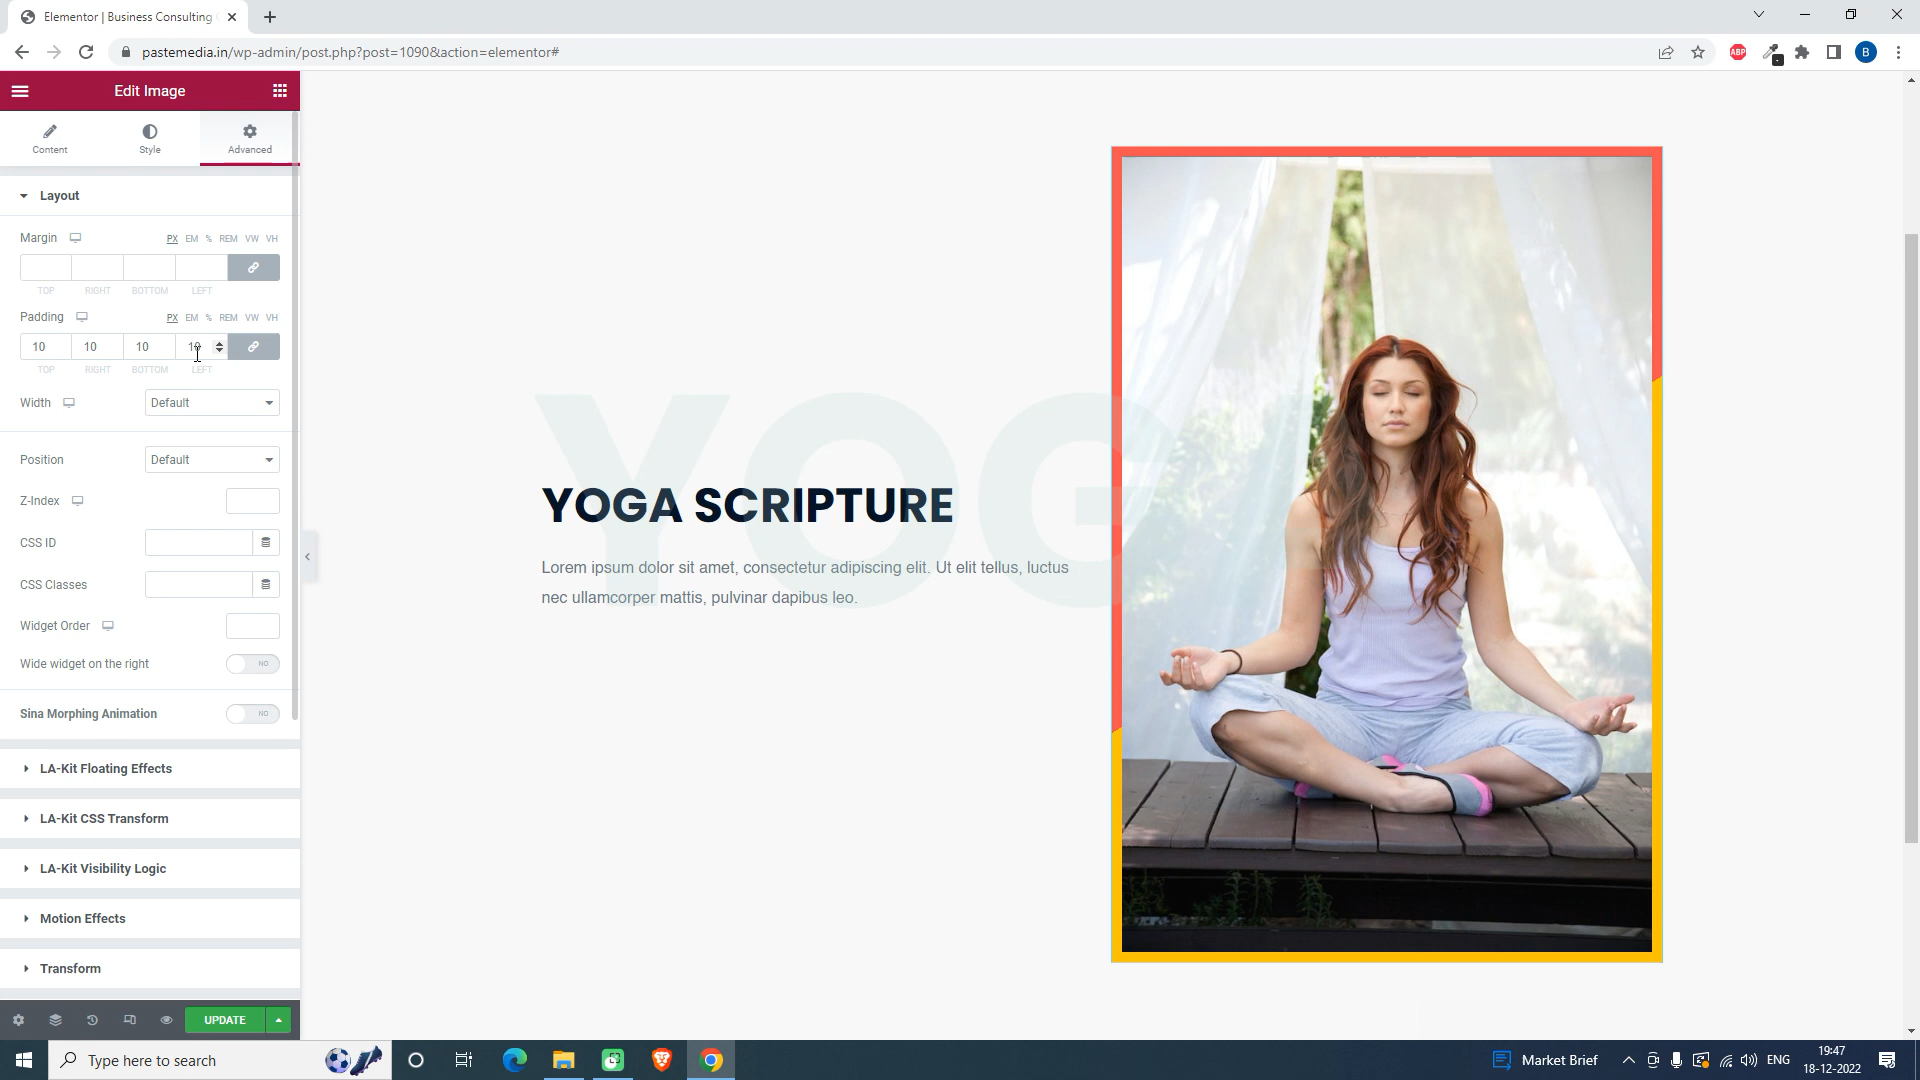 Elementor | Business Consulting
pastemedia.in/wp-admin/post.php?post=1090&action=elementor#
ABP
B
Edit Image
Content
Style
Advanced
Layout
Margin
PX EM % REM VW VH
TOP RIGHT BOTTOM LEFT
Padding
PX EM % REM VW VH
10 10 10 10
TOP RIGHT BOTTOM LEFT
Width
Default
Position
Default
Z-Index
CSS ID
CSS Classes
Widget Order
Wide widget on the right
NO
Sina Morphing Animation
NO
LA-Kit Floating Effects
LA-Kit CSS Transform
LA-Kit Visibility Logic
Motion Effects
Transform
UPDATE
YOG
YOGA SCRIPTURE
Lorem ipsum dolor sit amet, consectetur adipiscing elit. Ut elit tellus, luctus
nec ullamcorper mattis, pulvinar dapibus leo.
Type here to search
Market Brief
ENG
19:47
18-12-2022